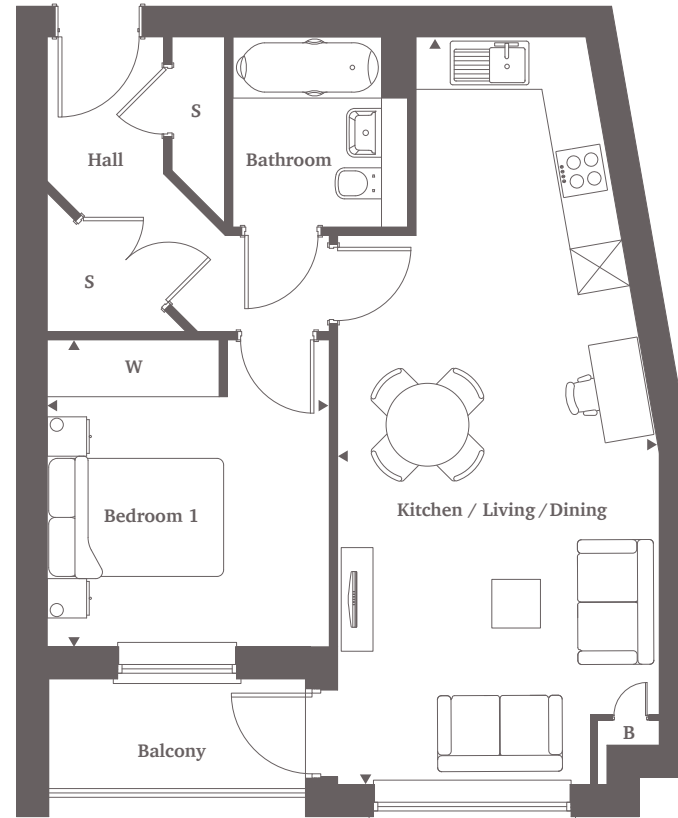 S
Hall
Bathroom
S
W
Bedroom 1
Kitchen / Living / Dining
B
Balcony